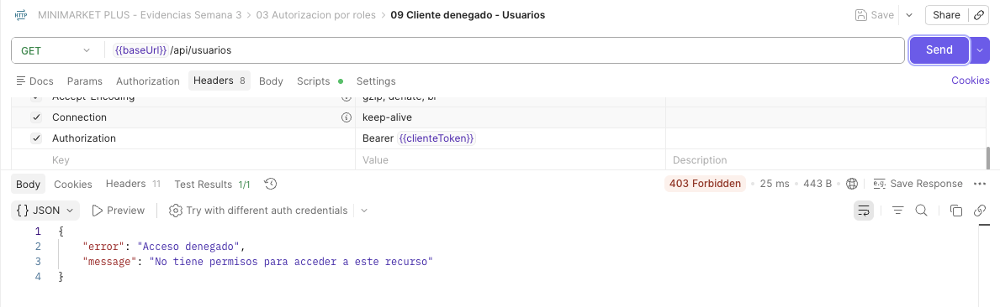 HTTP MINIMARKET PLUS - Evidencias Semana 3 > 03 Autorizacion por roles > 09 Cliente denegado - Usuarios Save Share
GET {{baseUrl}} /api/usuarios Send
Docs Params Authorization Headers 8 Body Scripts Settings Cookies
Accept-Encoding gzip, deflate, br
Connection keep-alive
Authorization Bearer {{clienteToken}}
Key Value Description
Body Cookies Headers 11 Test Results 1/1 403 Forbidden • 25 ms • 443 B • e.g. Save Response
{} JSON Preview Try with different auth credentials
1 {
2 "error": "Acceso denegado",
3 "message": "No tiene permisos para acceder a este recurso"
4 }